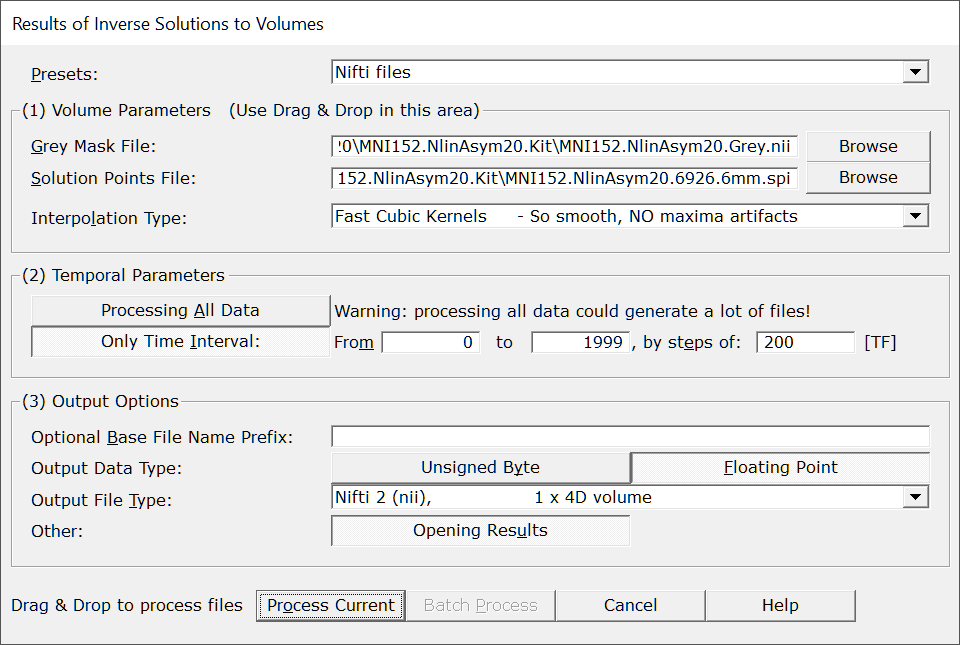 Results of Inverse Solutions to Volumes
Presets: Nifti files
(1) Volume Parameters (Use Drag & Drop in this area)
Grey Mask File: 20\MNI152.NlinAsym20.Kit\MNI152.NlinAsym20.Grey.nii Browse
Solution Points File: 152.NlinAsym20.Kit\MNI152.NlinAsym20.6926.6mm.spi Browse
Interpolation Type: Fast Cubic Kernels - So smooth, NO maxima artifacts
(2) Temporal Parameters
Processing All Data Warning: processing all data could generate a lot of files!
Only Time Interval: From 0 to 1999 , by steps of: 200 [TF]
(3) Output Options
Optional Base File Name Prefix:
Output Data Type: Unsigned Byte Floating Point
Output File Type: Nifti 2 (nii), 1 x 4D volume
Other: Opening Results
Drag & Drop to process files Process Current Batch Process Cancel Help